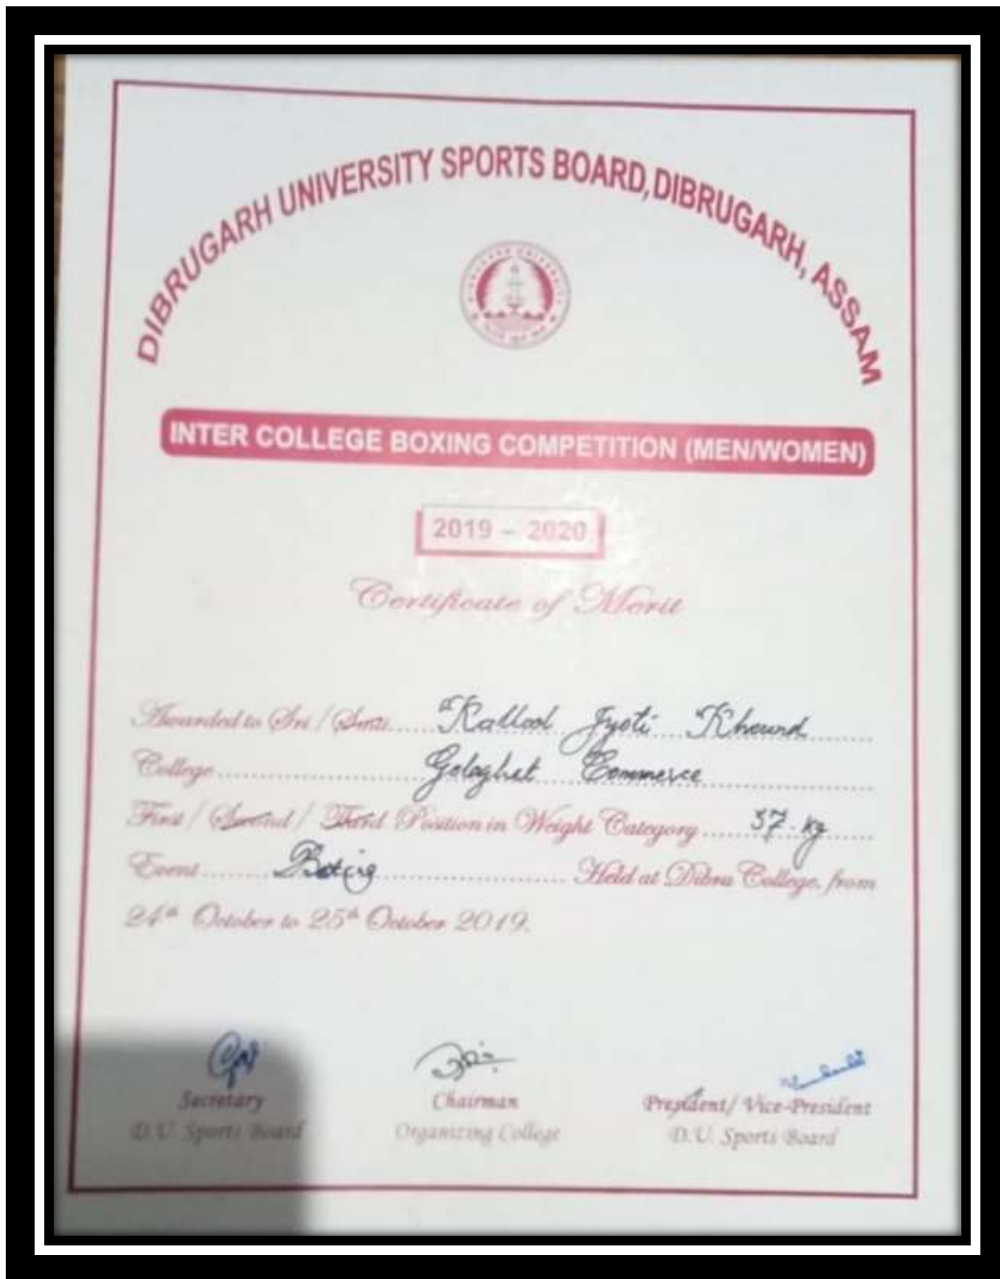 DIBRUGARH UNIVERSITY SPORTS BOARD, DIBRUGARH, ASSAM
DIBRUGARH UNIVERSITY
INTER COLLEGE BOXING COMPETITION (MEN/WOMEN)
2019 – 2020
Certificate of Merit
Awarded to Sri / Smti..... Kallool Jyoti Khound
College..... Golaghat Commerce
First / Second / Third Position in Weight Category ..... 57 kg
Event ..... Boxing ..... Held at Dibru College, from
24th October to 25th October 2019.
Secretary Chairman President / Vice-President
D.U. Sports Board Organizing College D.U. Sports Board